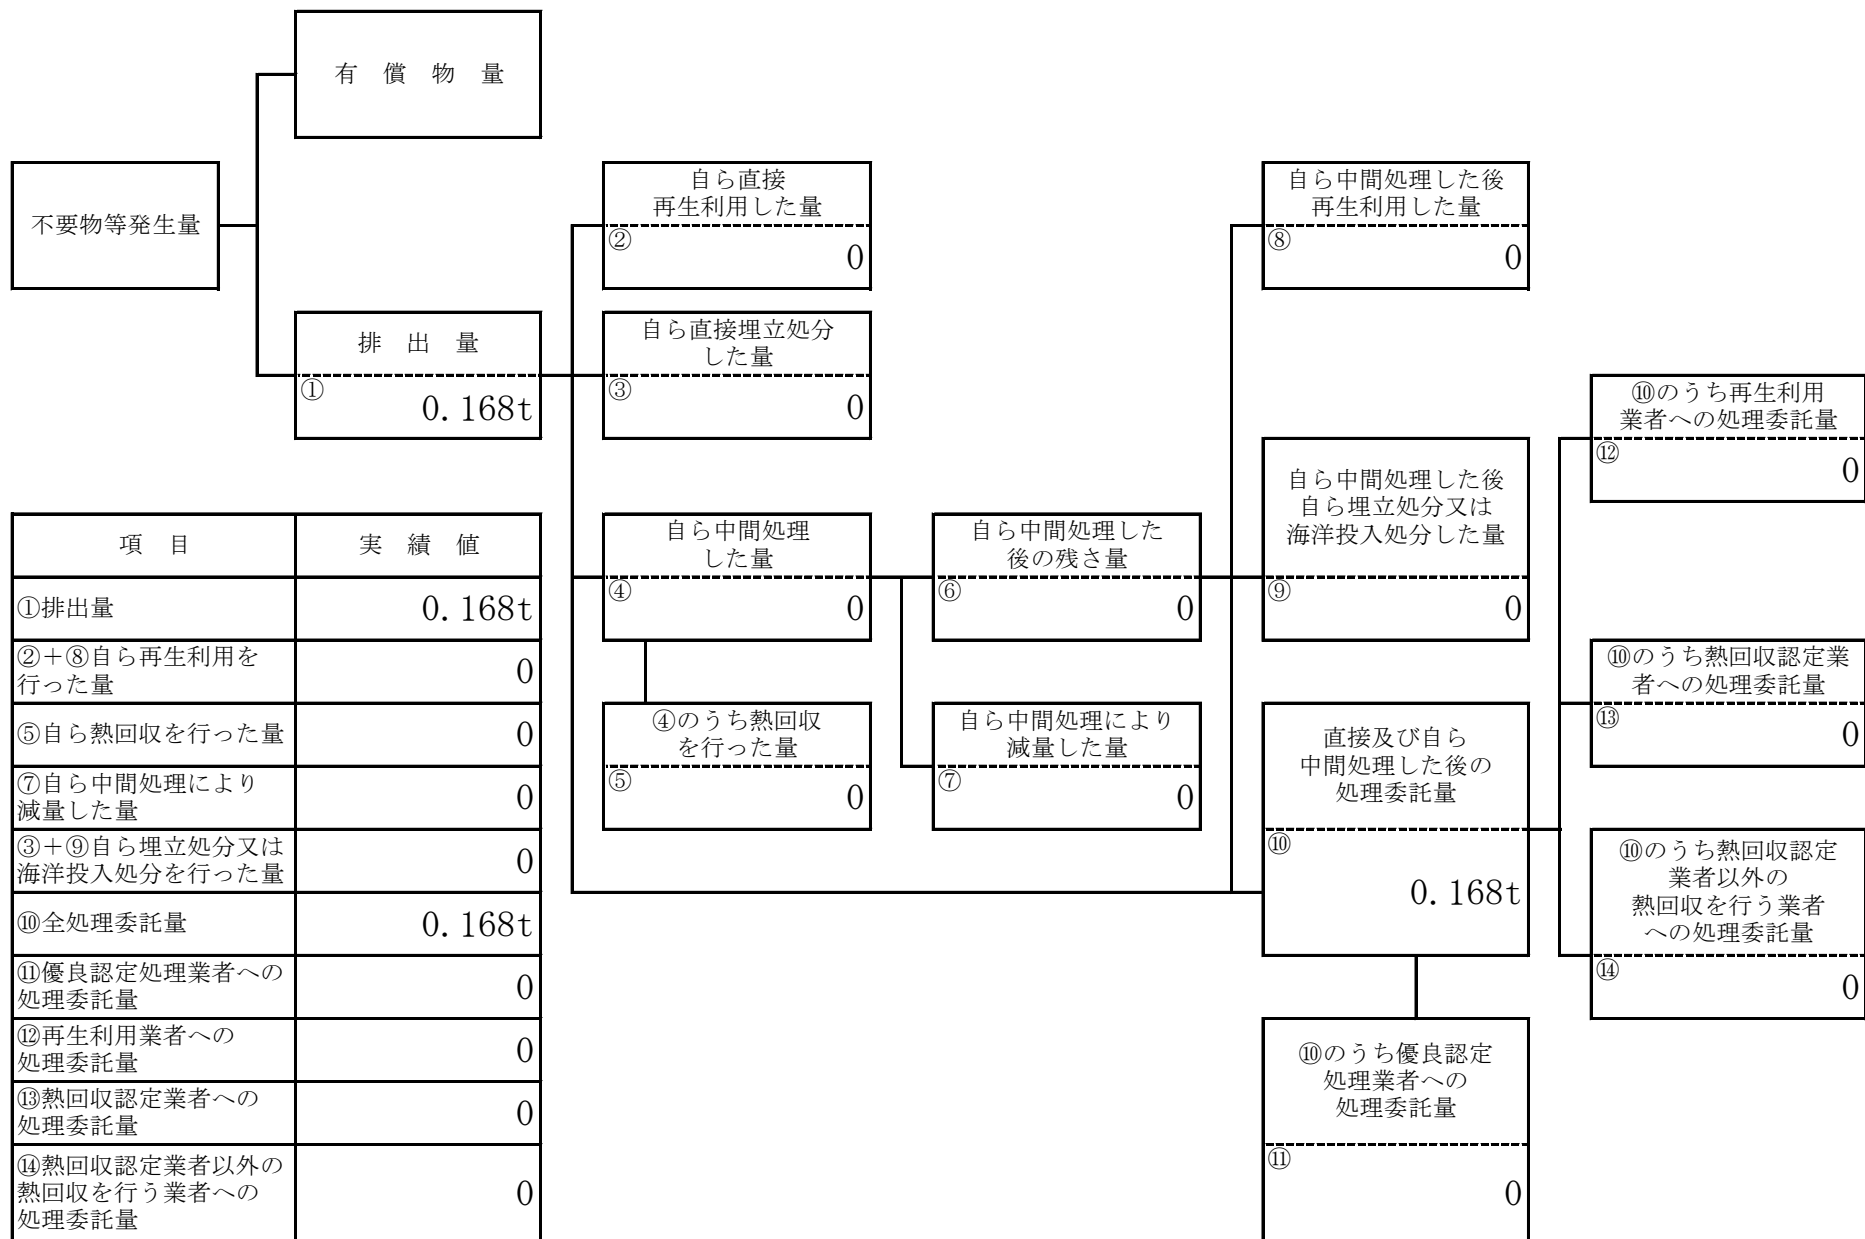 有 償 物 量
不要物等発生量
排 出 量
①
0.168t
自ら直接
再生利用した量
②
0
自ら直接埋立処分
した量
③
0
自ら中間処理
した量
④
0
④のうち熱回収
を行った量
⑤
0
自ら中間処理した
後の残さ量
⑥
0
自ら中間処理により
減量した量
⑦
0
自ら中間処理した後
再生利用した量
⑧
0
自ら中間処理した後
自ら埋立処分又は
海洋投入処分した量
⑨
0
直接及び自ら
中間処理した後の
処理委託量
⑩
0.168t
⑩のうち優良認定
処理業者への
処理委託量
⑪
0
⑩のうち再生利用
業者への処理委託量
⑫
0
⑩のうち熱回収認定業
者への処理委託量
⑬
0
⑩のうち熱回収認定
業者以外の
熱回収を行う業者
への処理委託量
⑭
0
項 目 実 績 値
①排出量 0.168t
②＋⑧自ら再生利用を
行った量 0
⑤自ら熱回収を行った量 0
⑦自ら中間処理により
減量した量 0
③＋⑨自ら埋立処分又は
海洋投入処分を行った量 0
⑩全処理委託量 0.168t
⑪優良認定処理業者への
処理委託量 0
⑫再生利用業者への
処理委託量 0
⑬熱回収認定業者への
処理委託量 0
⑭熱回収認定業者以外の
熱回収を行う業者への
処理委託量 0